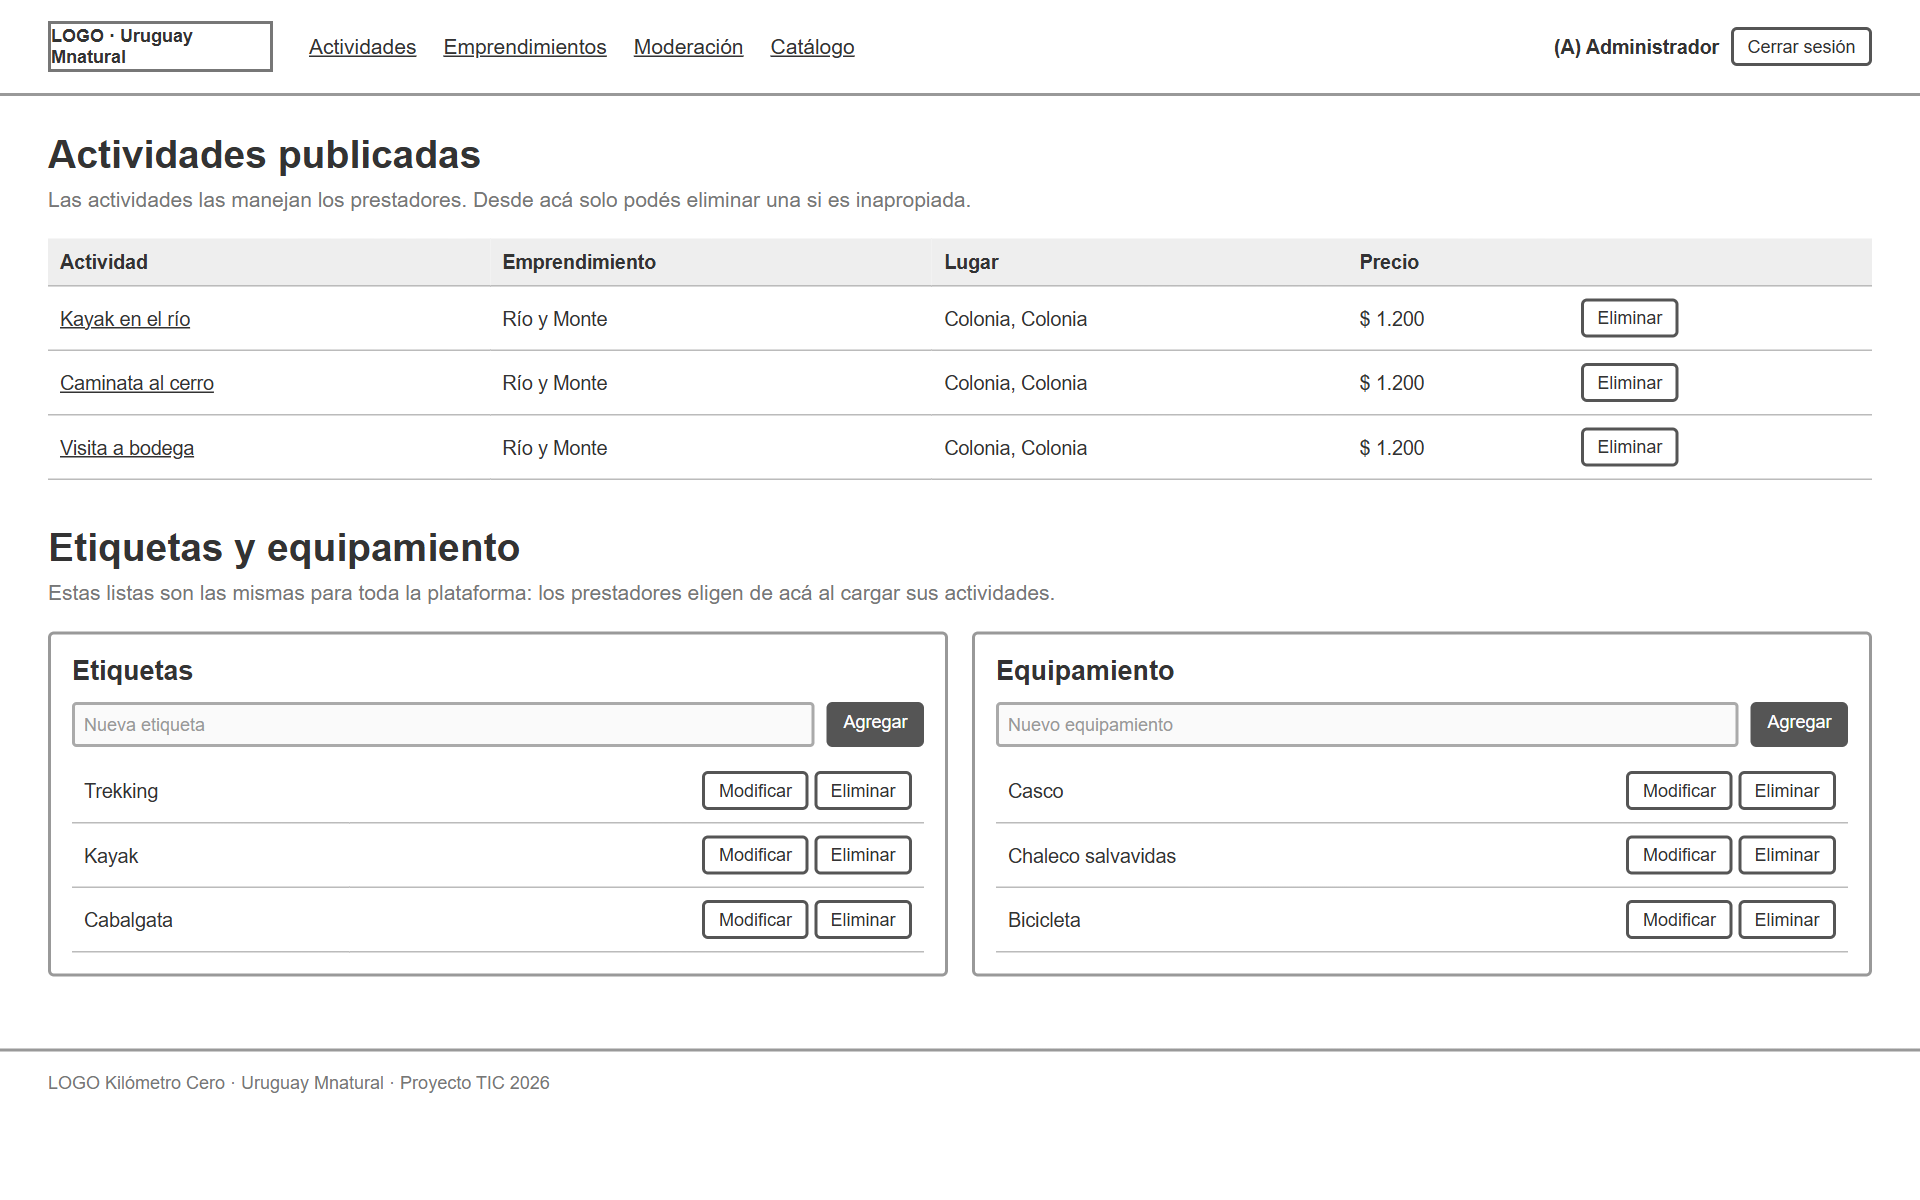 LOGO · Uruguay
Mnatural
Actividades Emprendimientos Moderación Catálogo
(A) Administrador Cerrar sesión
Actividades publicadas
Las actividades las manejan los prestadores. Desde acá solo podés eliminar una si es inapropiada.
Actividad Emprendimiento Lugar Precio
Kayak en el río Río y Monte Colonia, Colonia $ 1.200 Eliminar
Caminata al cerro Río y Monte Colonia, Colonia $ 1.200 Eliminar
Visita a bodega Río y Monte Colonia, Colonia $ 1.200 Eliminar
Etiquetas y equipamiento
Estas listas son las mismas para toda la plataforma: los prestadores eligen de acá al cargar sus actividades.
Etiquetas
Nueva etiqueta Agregar
Trekking Modificar Eliminar
Kayak Modificar Eliminar
Cabalgata Modificar Eliminar
Equipamiento
Nuevo equipamiento Agregar
Casco Modificar Eliminar
Chaleco salvavidas Modificar Eliminar
Bicicleta Modificar Eliminar
LOGO Kilómetro Cero · Uruguay Mnatural · Proyecto TIC 2026